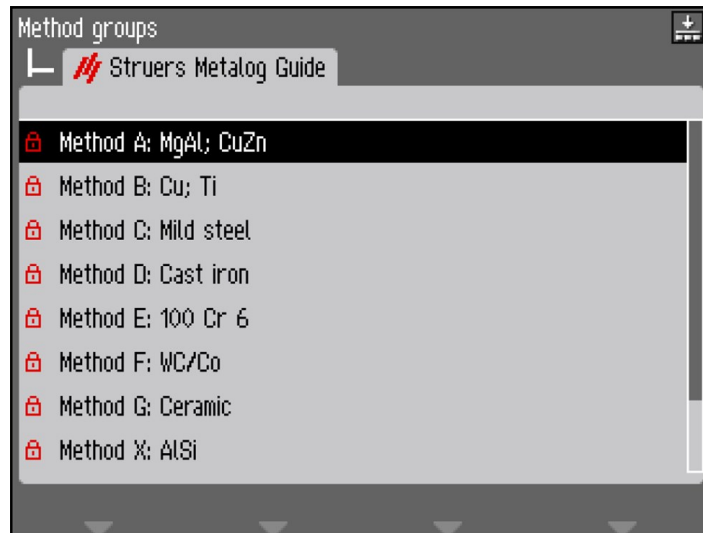 Method groups
Struers Metalog Guide
Method A: MgAl; CuZn
Method B: Cu; Ti
Method C: Mild steel
Method D: Cast iron
Method E: 100 Cr 6
Method F: WC/Co
Method G: Ceramic
Method X: AlSi